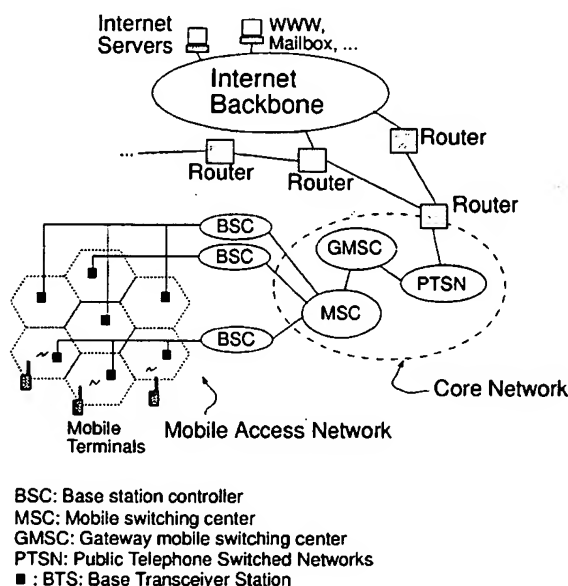 Internet
Servers
WWW,
Mailbox, ...
Internet
Backbone
Router
...
Router
Router
Router
BSC
BSC
GMSC
PTSN
MSC
BSC
Core Network
Mobile
Terminals
Mobile Access Network
BSC: Base station controller
MSC: Mobile switching center
GMSC: Gateway mobile switching center
PTSN: Public Telephone Switched Networks
■ : BTS: Base Transceiver Station